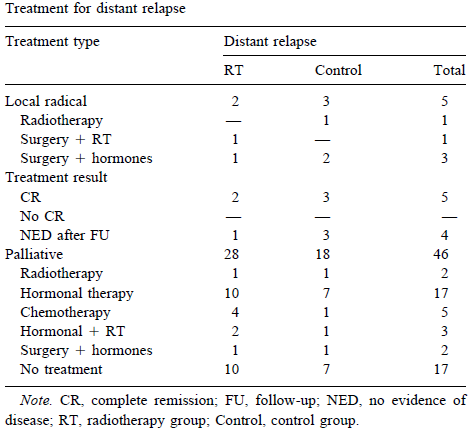 Treatment for distant relapse
Treatment type Distant relapse
RT Control Total
Local radical 2 3 5
Radiotherapy — 1 1
Surgery + RT 1 — 1
Surgery + hormones 1 2 3
Treatment result
CR 2 3 5
No CR — — —
NED after FU 1 3 4
Palliative 28 18 46
Radiotherapy 1 1 2
Hormonal therapy 10 7 17
Chemotherapy 4 1 5
Hormonal + RT 2 1 3
Surgery + hormones 1 1 2
No treatment 10 7 17
Note. CR, complete remission; FU, follow-up; NED, no evidence of
disease; RT, radiotherapy group; Control, control group.